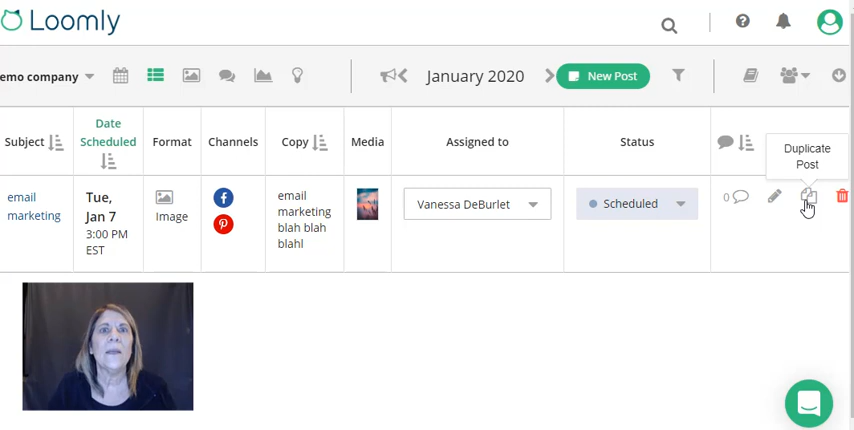 Loomly
emo company
January 2020
New Post
Subject
Date
Scheduled
Format
Channels
Copy
Media
Assigned to
Status
Duplicate
Post
email
marketing
Tue,
Jan 7
3:00 PM
EST
Image
email
marketing
blah blah
blahl
Vanessa DeBurlet
Scheduled
0